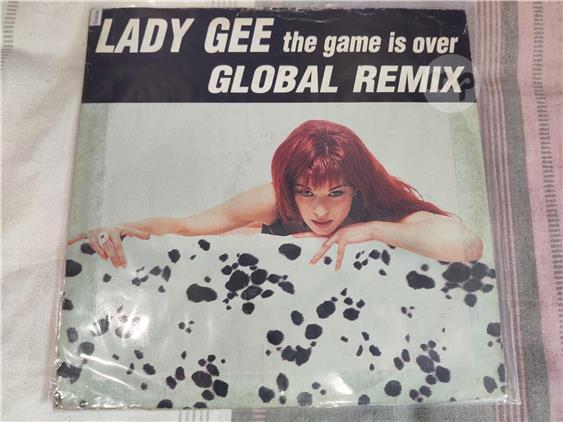 LADY GEE the game is over
GLOBAL REMIX